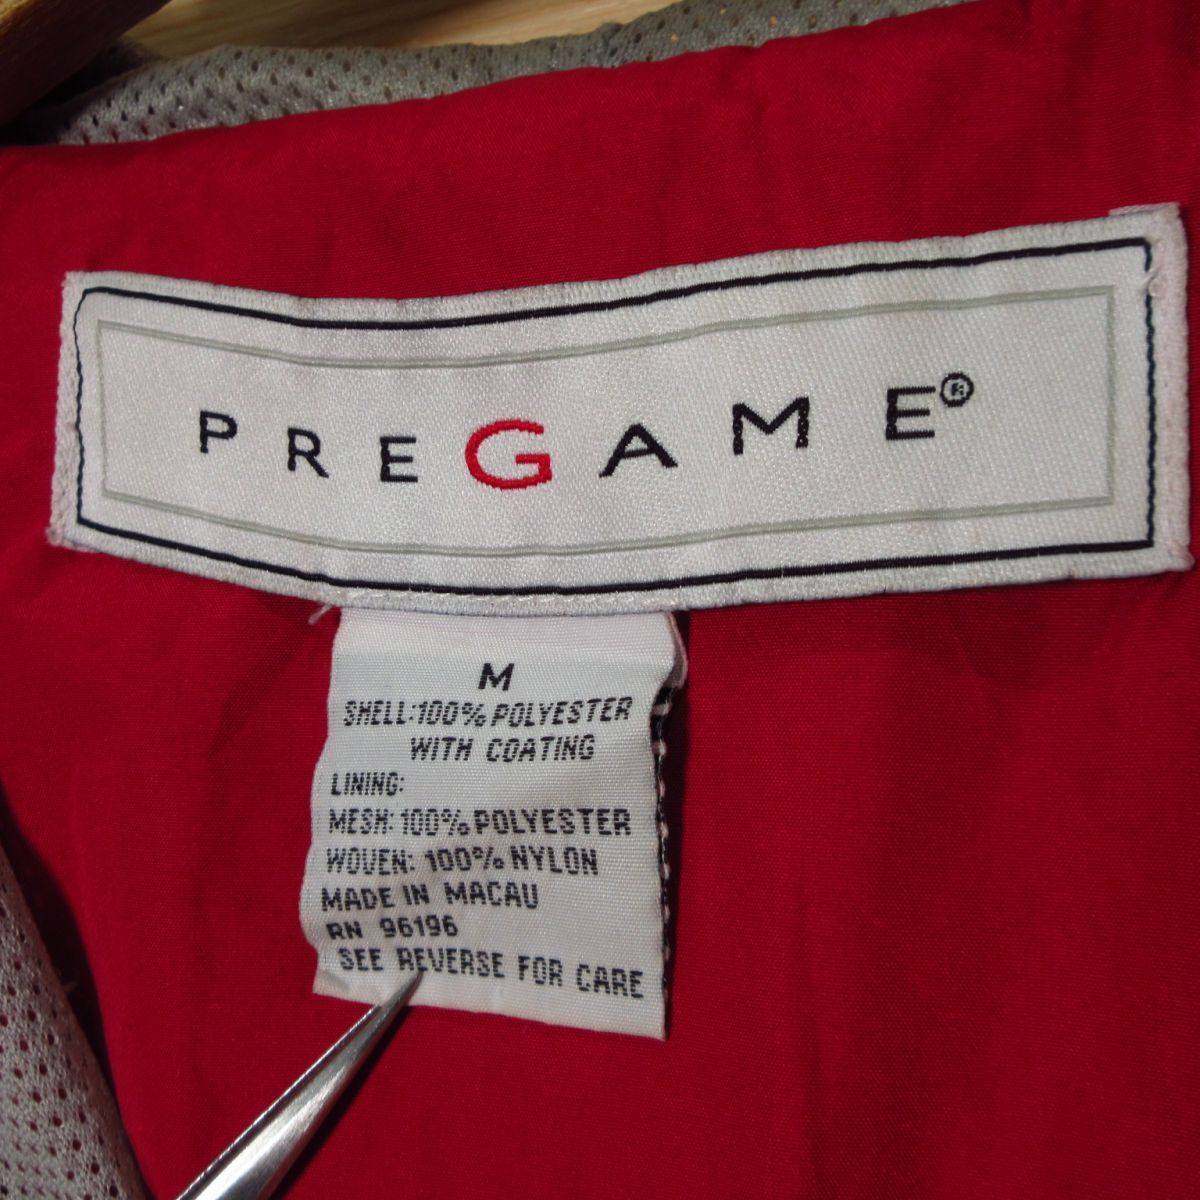 PREGAME®
M
SHELL:100% POLYESTER
WITH COATING
LINING:
MESH: 100% POLYESTER
WOVEN: 100% NYLON
MADE IN MACAU
RN 96196
SEE REVERSE FOR CARE